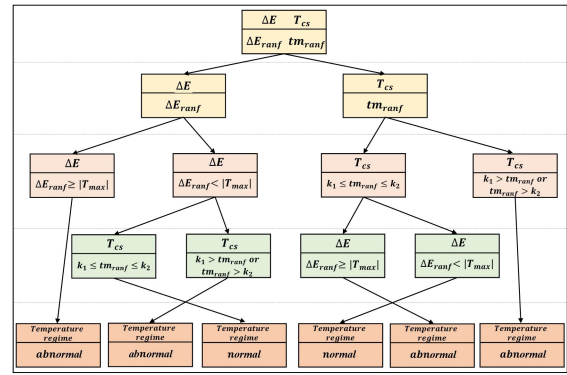 ΔE T_cs
ΔE_ranf tm_ranf
ΔE
ΔE_ranf
T_cs
tm_ranf
ΔE
ΔE_ranf ≥ |T_max|
ΔE
ΔE_ranf < |T_max|
T_cs
k_1 ≤ tm_ranf ≤ k_2
T_cs
k_1 > tm_ranf or
tm_ranf > k_2
T_cs
k_1 ≤ tm_ranf ≤ k_2
T_cs
k_1 > tm_ranf or
tm_ranf > k_2
ΔE
ΔE_ranf ≥ |T_max|
ΔE
ΔE_ranf < |T_max|
Temperature
regime
abnormal
Temperature
regime
abnormal
Temperature
regime
normal
Temperature
regime
normal
Temperature
regime
abnormal
Temperature
regime
abnormal